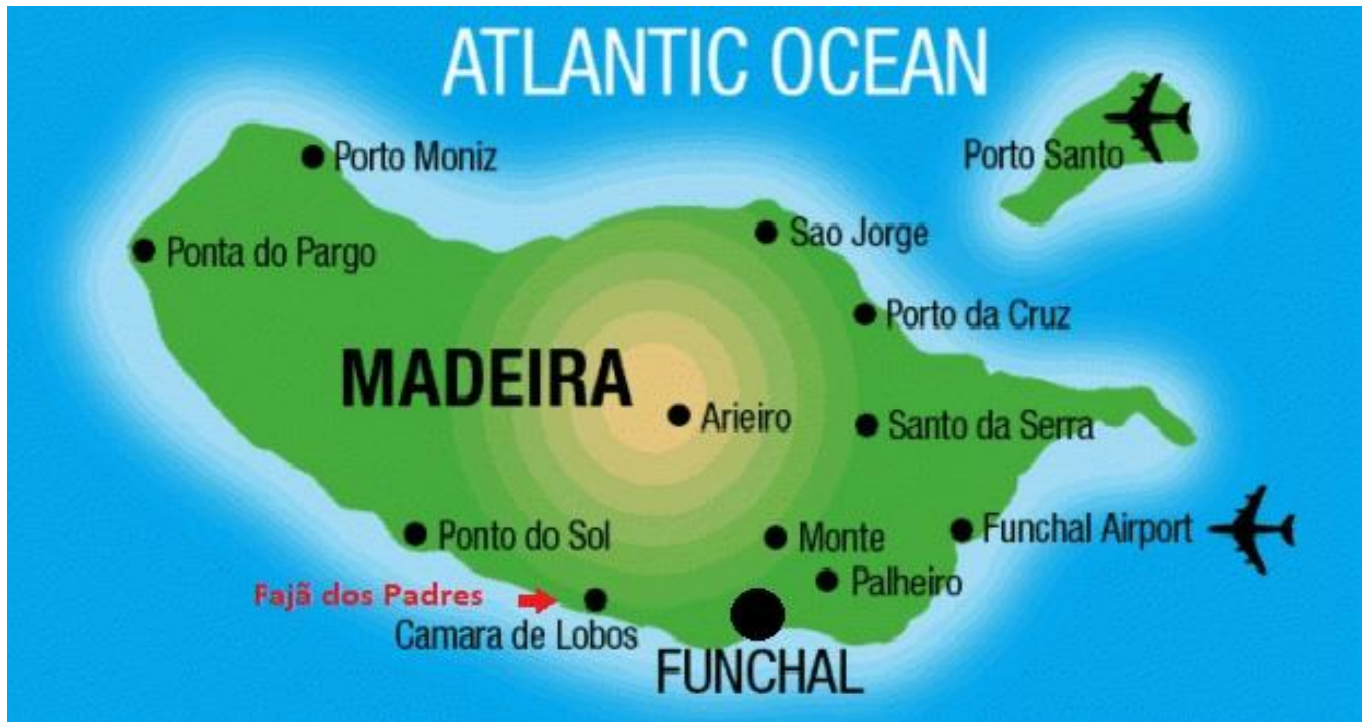 ATLANTIC OCEAN
Porto Moniz
Porto Santo
Ponta do Pargo
Sao Jorge
Porto da Cruz
MADEIRA
Arieiro
Santo da Serra
Ponto do Sol
Monte
Funchal Airport
Palheiro
Fajã dos Padres
Camara de Lobos
FUNCHAL